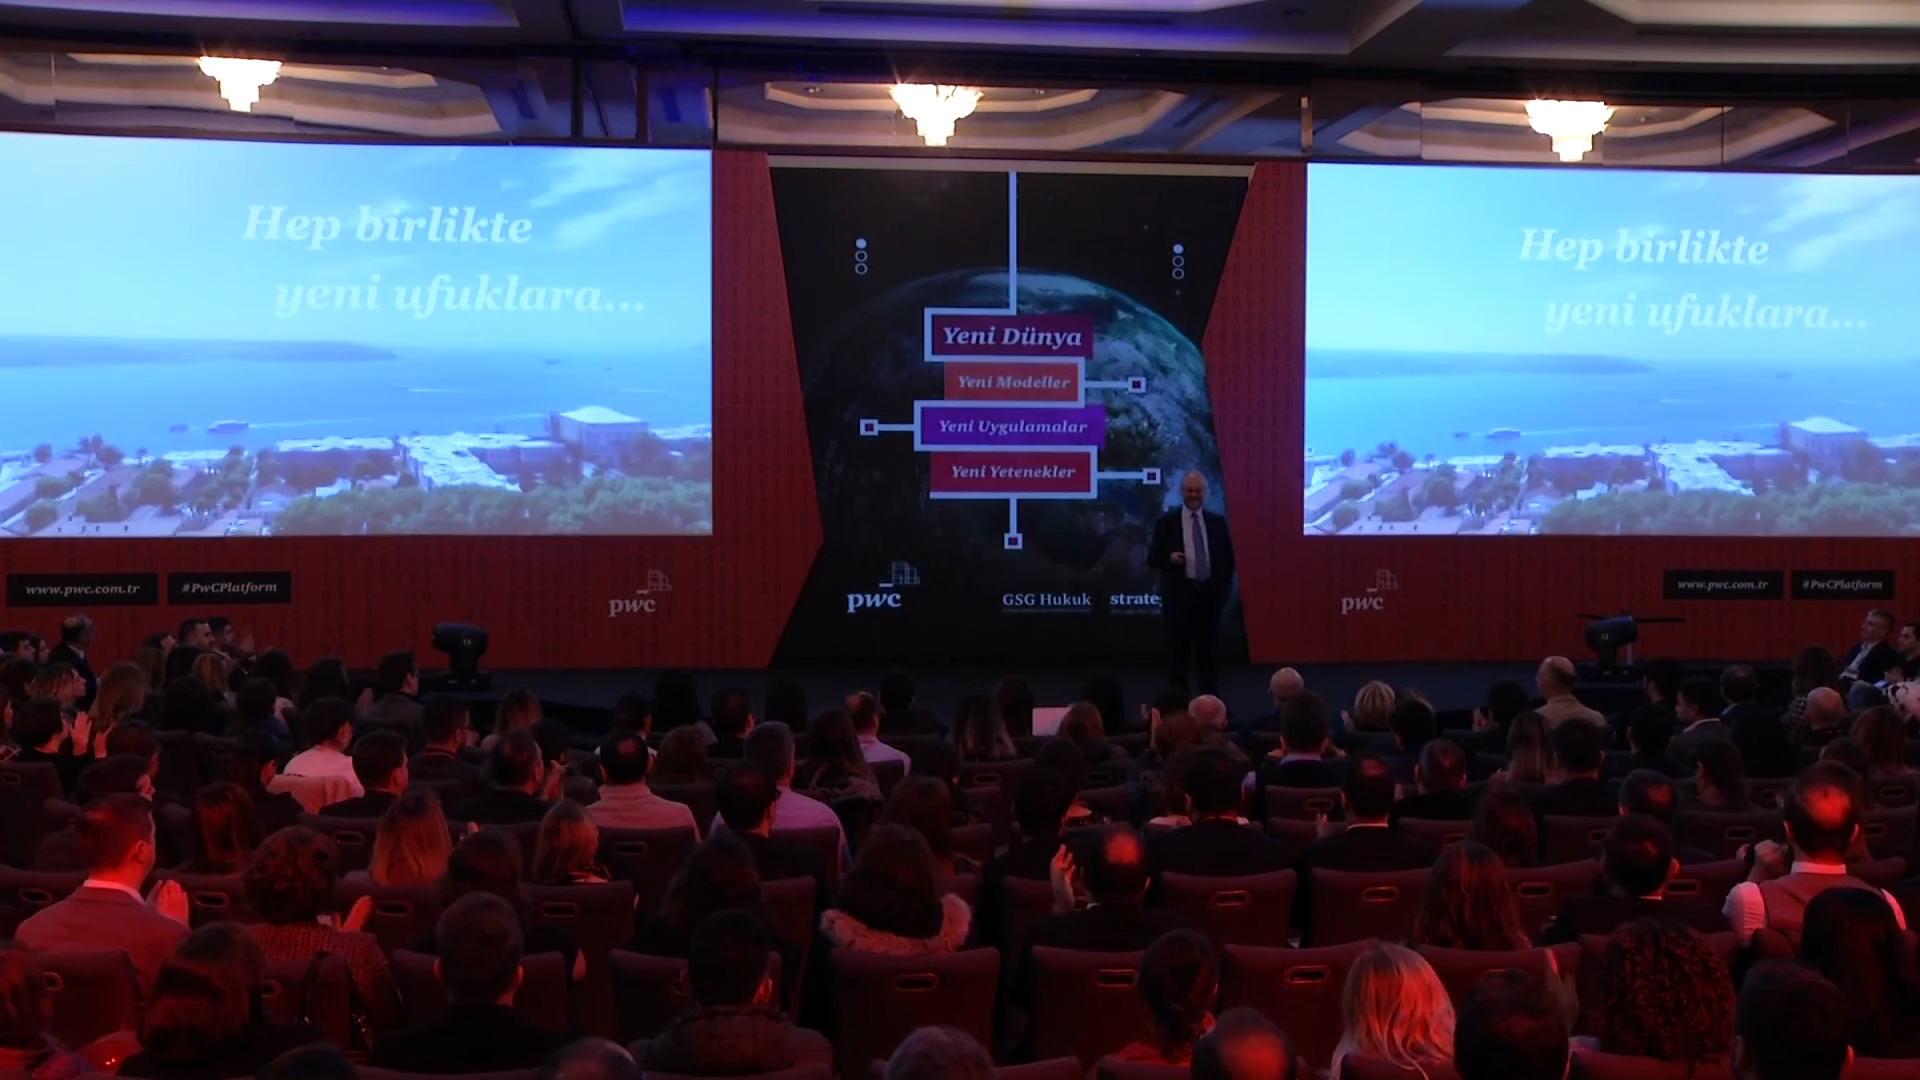 Hep birlikte
yeni ufuklara...
Yeni Dünya
Yeni Modeller
Yeni Uygulamalar
Yeni Yetenekler
Hep birlikte
yeni ufuklara...
www.pwc.com.tr
#PwCPlatform
pwc
pwc
GSG Hukuk
strate
pwc
www.pwc.com.tr
#PwCPlatform